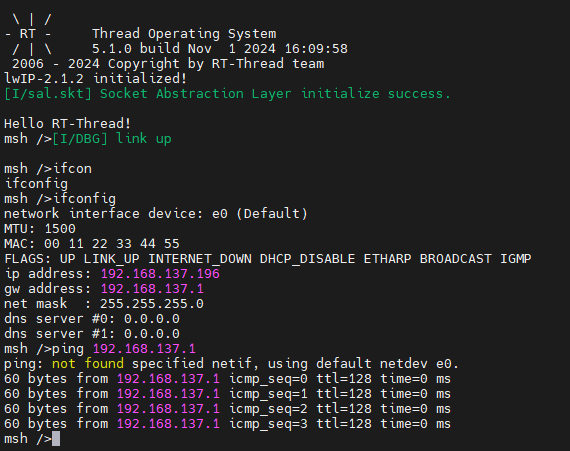 \ | /
- RT -     Thread Operating System
 / | \     5.1.0 build Nov  1 2024 16:09:58
 2006 - 2024 Copyright by RT-Thread team
lwIP-2.1.2 initialized!
[I/sal.skt] Socket Abstraction Layer initialize success.

Hello RT-Thread!
msh />[I/DBG] link up

msh />ifcon
ifconfig
msh />ifconfig
network interface device: e0 (Default)
MTU: 1500
MAC: 00 11 22 33 44 55
FLAGS: UP LINK_UP INTERNET_DOWN DHCP_DISABLE ETHARP BROADCAST IGMP
ip address: 192.168.137.196
gw address: 192.168.137.1
net mask  : 255.255.255.0
dns server #0: 0.0.0.0
dns server #1: 0.0.0.0
msh />ping 192.168.137.1
ping: not found specified netif, using default netdev e0.
60 bytes from 192.168.137.1 icmp_seq=0 ttl=128 time=0 ms
60 bytes from 192.168.137.1 icmp_seq=1 ttl=128 time=0 ms
60 bytes from 192.168.137.1 icmp_seq=2 ttl=128 time=0 ms
60 bytes from 192.168.137.1 icmp_seq=3 ttl=128 time=0 ms
msh />